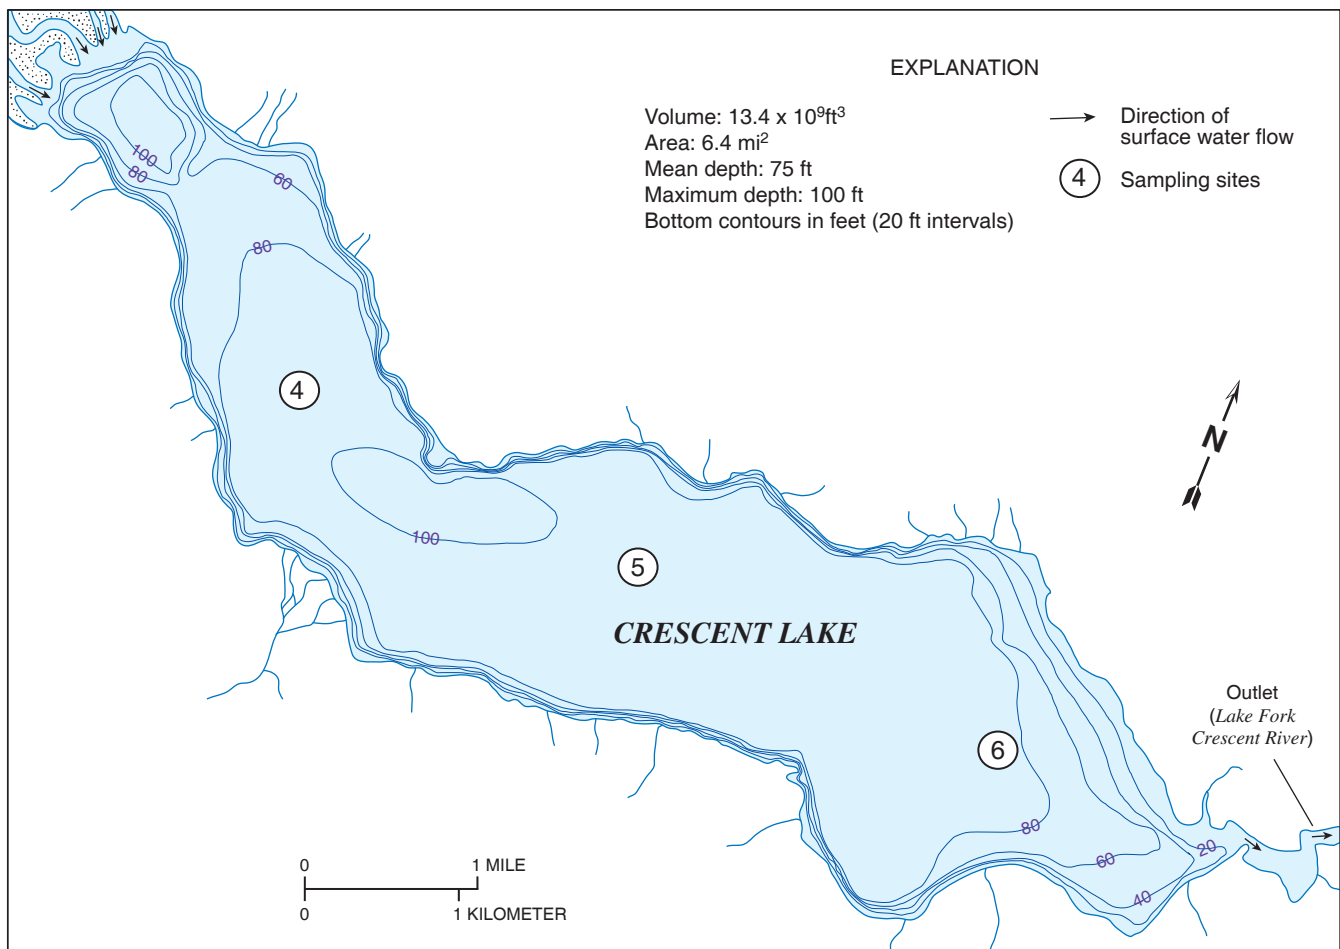 EXPLANATION
Volume: 13.4 x 10⁹ft³
Area: 6.4 mi²
Mean depth: 75 ft
Maximum depth: 100 ft
Bottom contours in feet (20 ft intervals)
Direction of
surface water flow
4 Sampling sites
100
80
60
80
4
100
5
CRESCENT LAKE
N
6
Outlet
(Lake Fork
Crescent River)
80
60
20
40
0 1 MILE
0 1 KILOMETER